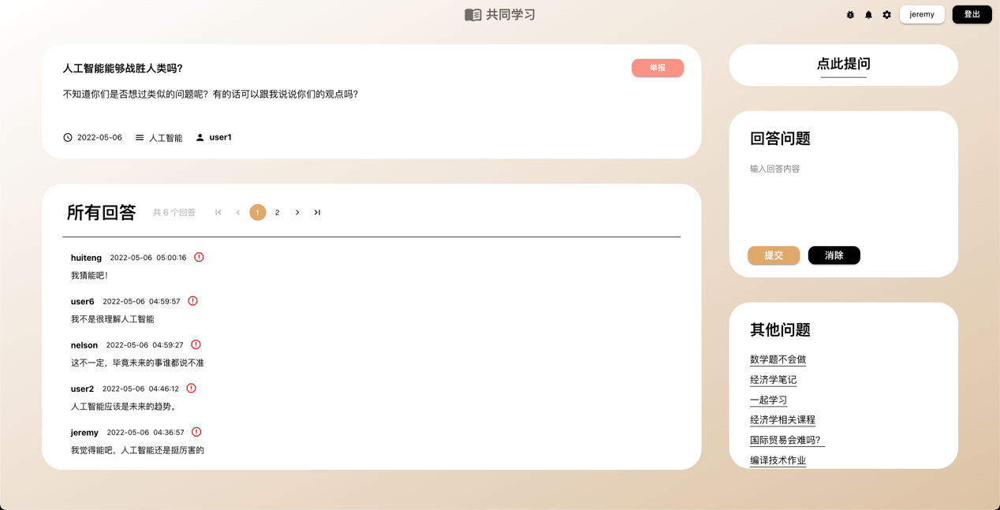 共同学习
jeremy
登出
人工智能能够战胜人类吗?
举报
不知道你们是否想过类似的问题呢? 有的话可以跟我说说你们的观点吗?
2022-05-06 人工智能 user1
所有回答 共 6 个回答 1 2
huiteng 2022-05-06 05:00:16
我猜能吧!
user6 2022-05-06 04:59:57
我不是很理解人工智能
nelson 2022-05-06 04:59:27
这不一定，毕竟未来的事谁都说不准
user2 2022-05-06 04:46:12
人工智能应该是未来的趋势。
jeremy 2022-05-06 04:36:57
我觉得能吧，人工智能还是挺厉害的
点此提问
回答问题
输入回答内容
提交 消除
其他问题
数学题不会做
经济学笔记
一起学习
经济学相关课程
国际贸易会难吗?
编译技术作业